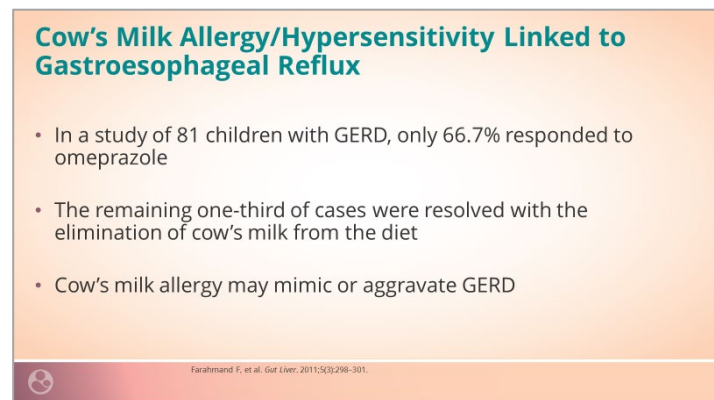 Cow's Milk Allergy/Hypersensitivity Linked to
Gastroesophageal Reflux
• In a study of 81 children with GERD, only 66.7% responded to
omeprazole
• The remaining one-third of cases were resolved with the
elimination of cow's milk from the diet
• Cow's milk allergy may mimic or aggravate GERD
Farahmand F, et al. Gut Liver. 2011;5(3):298–301.